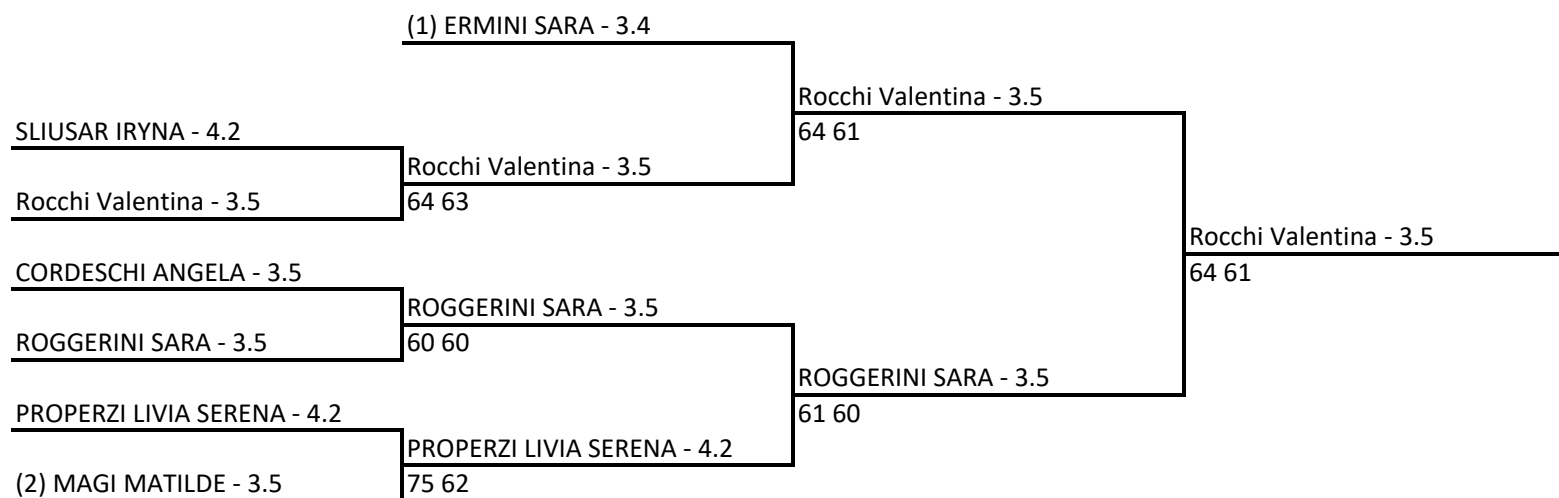 (1) ERMINI SARA - 3.4
Rocchi Valentina - 3.5
SLIUSAR IRYNA - 4.2
64 61
Rocchi Valentina - 3.5
Rocchi Valentina - 3.5
64 63
Rocchi Valentina - 3.5
CORDESCHI ANGELA - 3.5
64 61
ROGGERINI SARA - 3.5
ROGGERINI SARA - 3.5
60 60
ROGGERINI SARA - 3.5
PROPERZI LIVIA SERENA - 4.2
61 60
PROPERZI LIVIA SERENA - 4.2
(2) MAGI MATILDE - 3.5
75 62